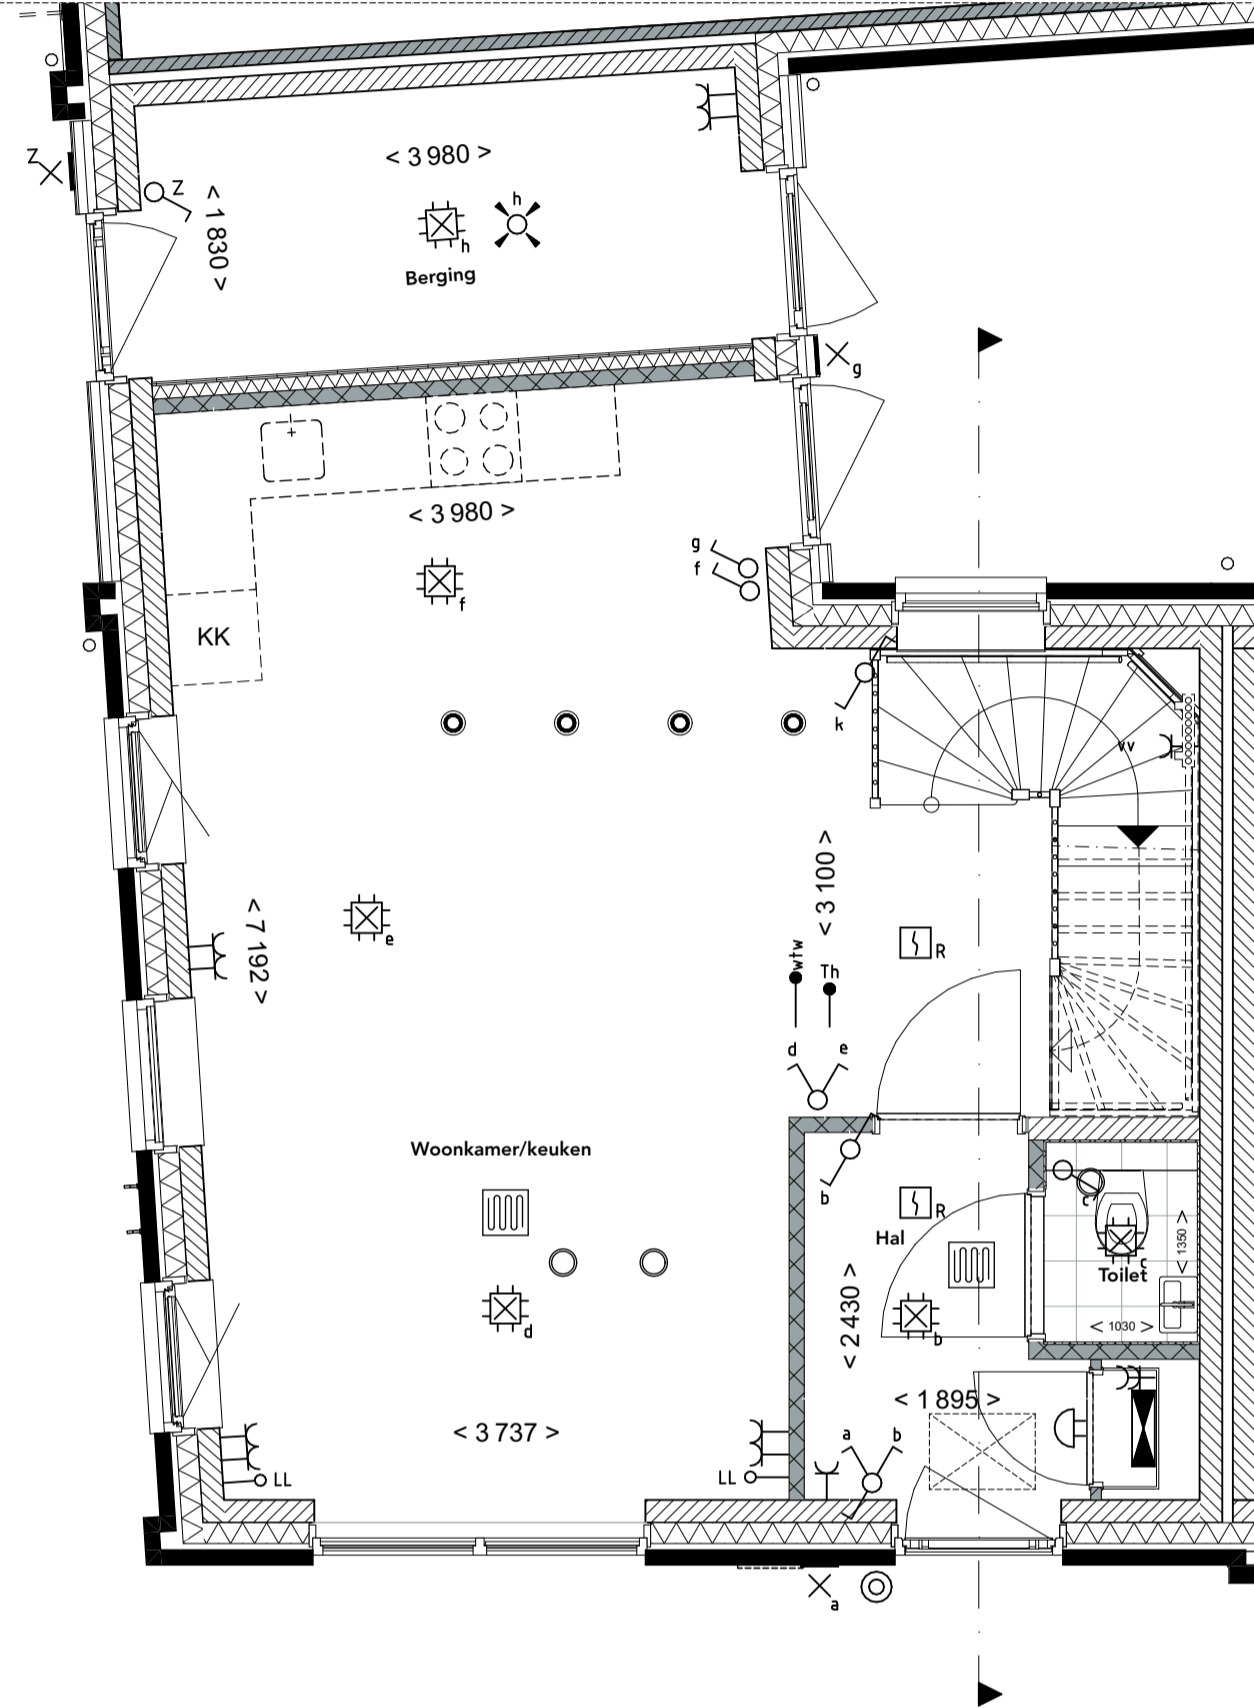 < 3 980 >
Z
Z
< 1 830 >
h
h
Berging
g
< 3 980 >
g
f
f
KK
k
vv
< 3 100 >
< 7 192 >
e
R
wtw
Th
d
e
Woonkamer/keuken
b
R
Hal
c
c
Toilet
< 1350 >
< 1030 >
< 2 430 >
d
b
< 1 895 >
< 3 737 >
a
b
LL
LL
a